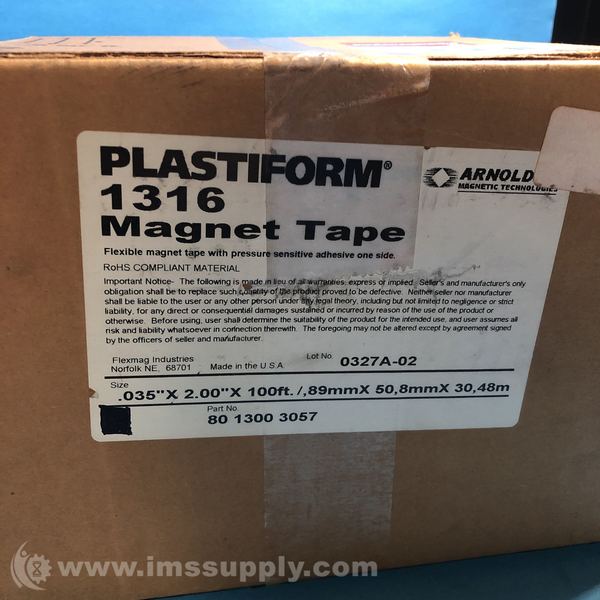 PLASTIFORM®
1316
Magnet Tape
ARNOLD
MAGNETIC TECHNOLOGIES
Flexible magnet tape with pressure sensitive adhesive one side.
RoHS COMPLIANT MATERIAL
Important Notice- The following is made in lieu of all warranties, express or implied. Seller's and manufacturer's only
obligation shall be to replace such quantity of the product proved to be defective. Neither seller nor manufacturer
shall be liable to the user or any other person under any legal theory, including but not limited to negligence or strict
liability, for any direct or consequential damages sustained or incurred by reason of the use of the product or
otherwise. Before using, user shall determine the suitability of the product for the intended use, and user assumes all
risk and liability whatsoever in connection therewith. The foregoing may not be altered except by agreement signed
by the officers of seller and manufacturer.
Flexmag Industries
Norfolk NE, 68701
Made in the U.S.A.
Lot No.
0327A-02
Size
.035"X 2.00"X 100ft. /,89mmX 50,8mmX 30,48m
Part No.
80 1300 3057
www.imssupply.com/